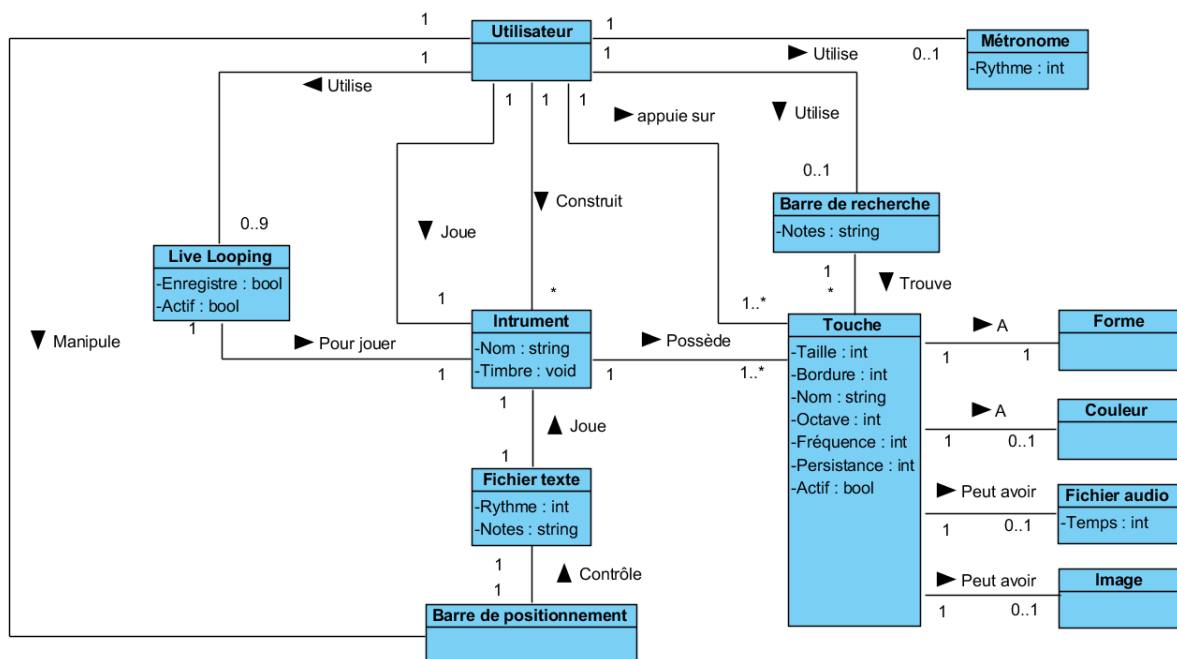 1
Utilisateur
1
1
1
Utilise
0..1
Métronome
-Rythme : int
1
Utilise
1
1
1
appuie sur
Utilise
0..1
Construit
Barre de recherche
-Notes : string
0..9
Joue
Live Looping
-Enregistre : bool
-Actif : bool
1
*
1
*
Trouve
1
1..*
Manipule
Pour jouer
1
Intrument
-Nom : string
-Timbre : void
Possède
1
1..*
Touche
-Taille : int
-Bordure : int
-Nom : string
-Octave : int
-Fréquence : int
-Persistance : int
-Actif : bool
A
1
1
Forme
A
1
0..1
Couleur
Peut avoir
1
0..1
Fichier audio
-Temps : int
Peut avoir
1
0..1
Image
1
Joue
1
Fichier texte
-Rythme : int
-Notes : string
1
Contrôle
1
Barre de positionnement